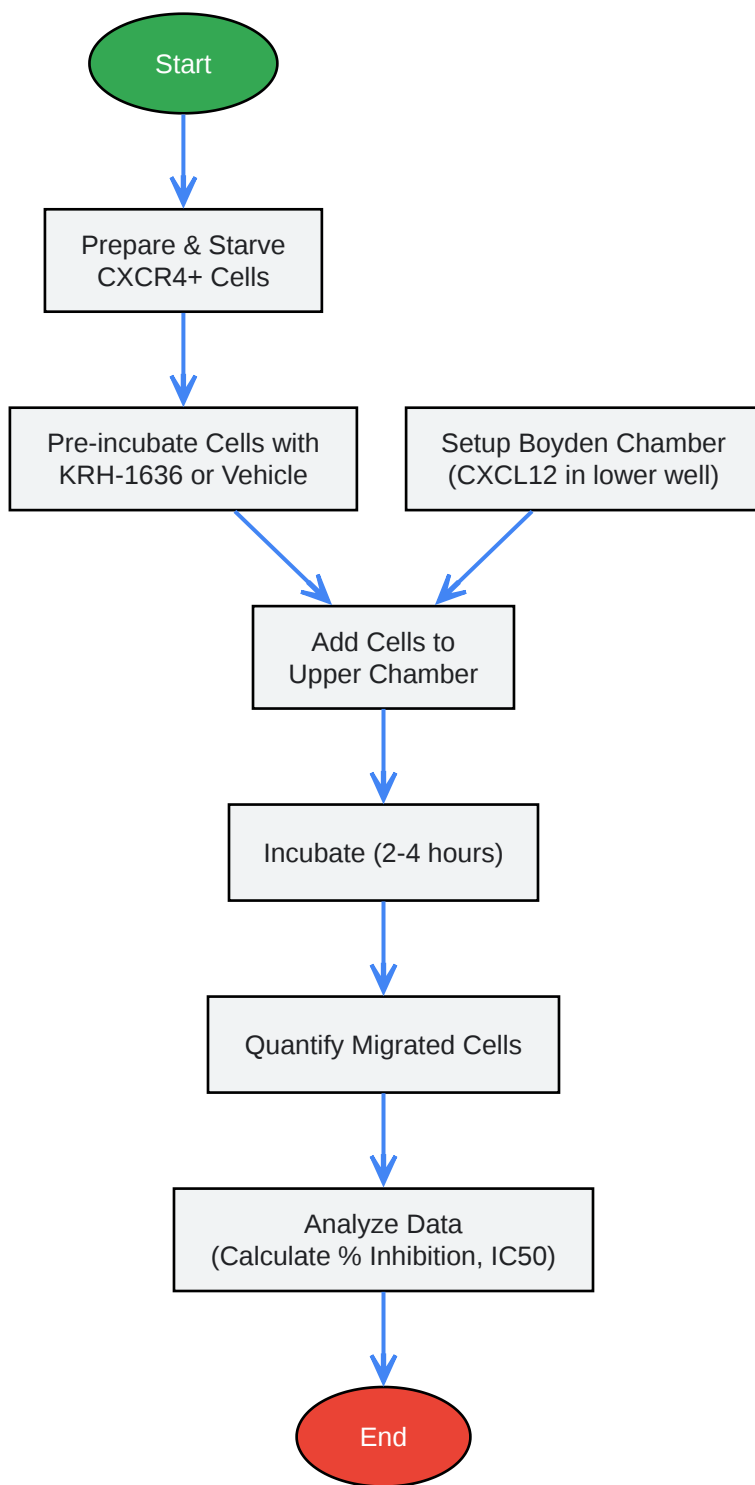 Start
Prepare & Starve
CXCR4+ Cells
Pre-incubate Cells with
KRH-1636 or Vehicle
Setup Boyden Chamber
(CXCL12 in lower well)
Add Cells to
Upper Chamber
Incubate (2-4 hours)
Quantify Migrated Cells
Analyze Data
(Calculate % Inhibition, IC50)
End